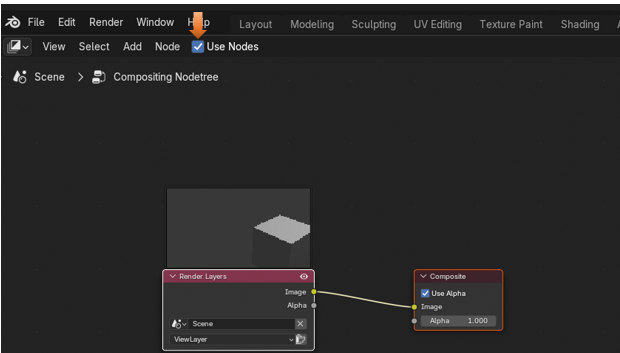 File Edit Render Window Help Layout Modeling Sculpting UV Editing Texture Paint Shading
View Select Add Node Use Nodes
Scene > Compositing Nodetree
Render Layers
Image
Alpha
Scene
ViewLayer
Composite
Use Alpha
Image
Alpha 1.000